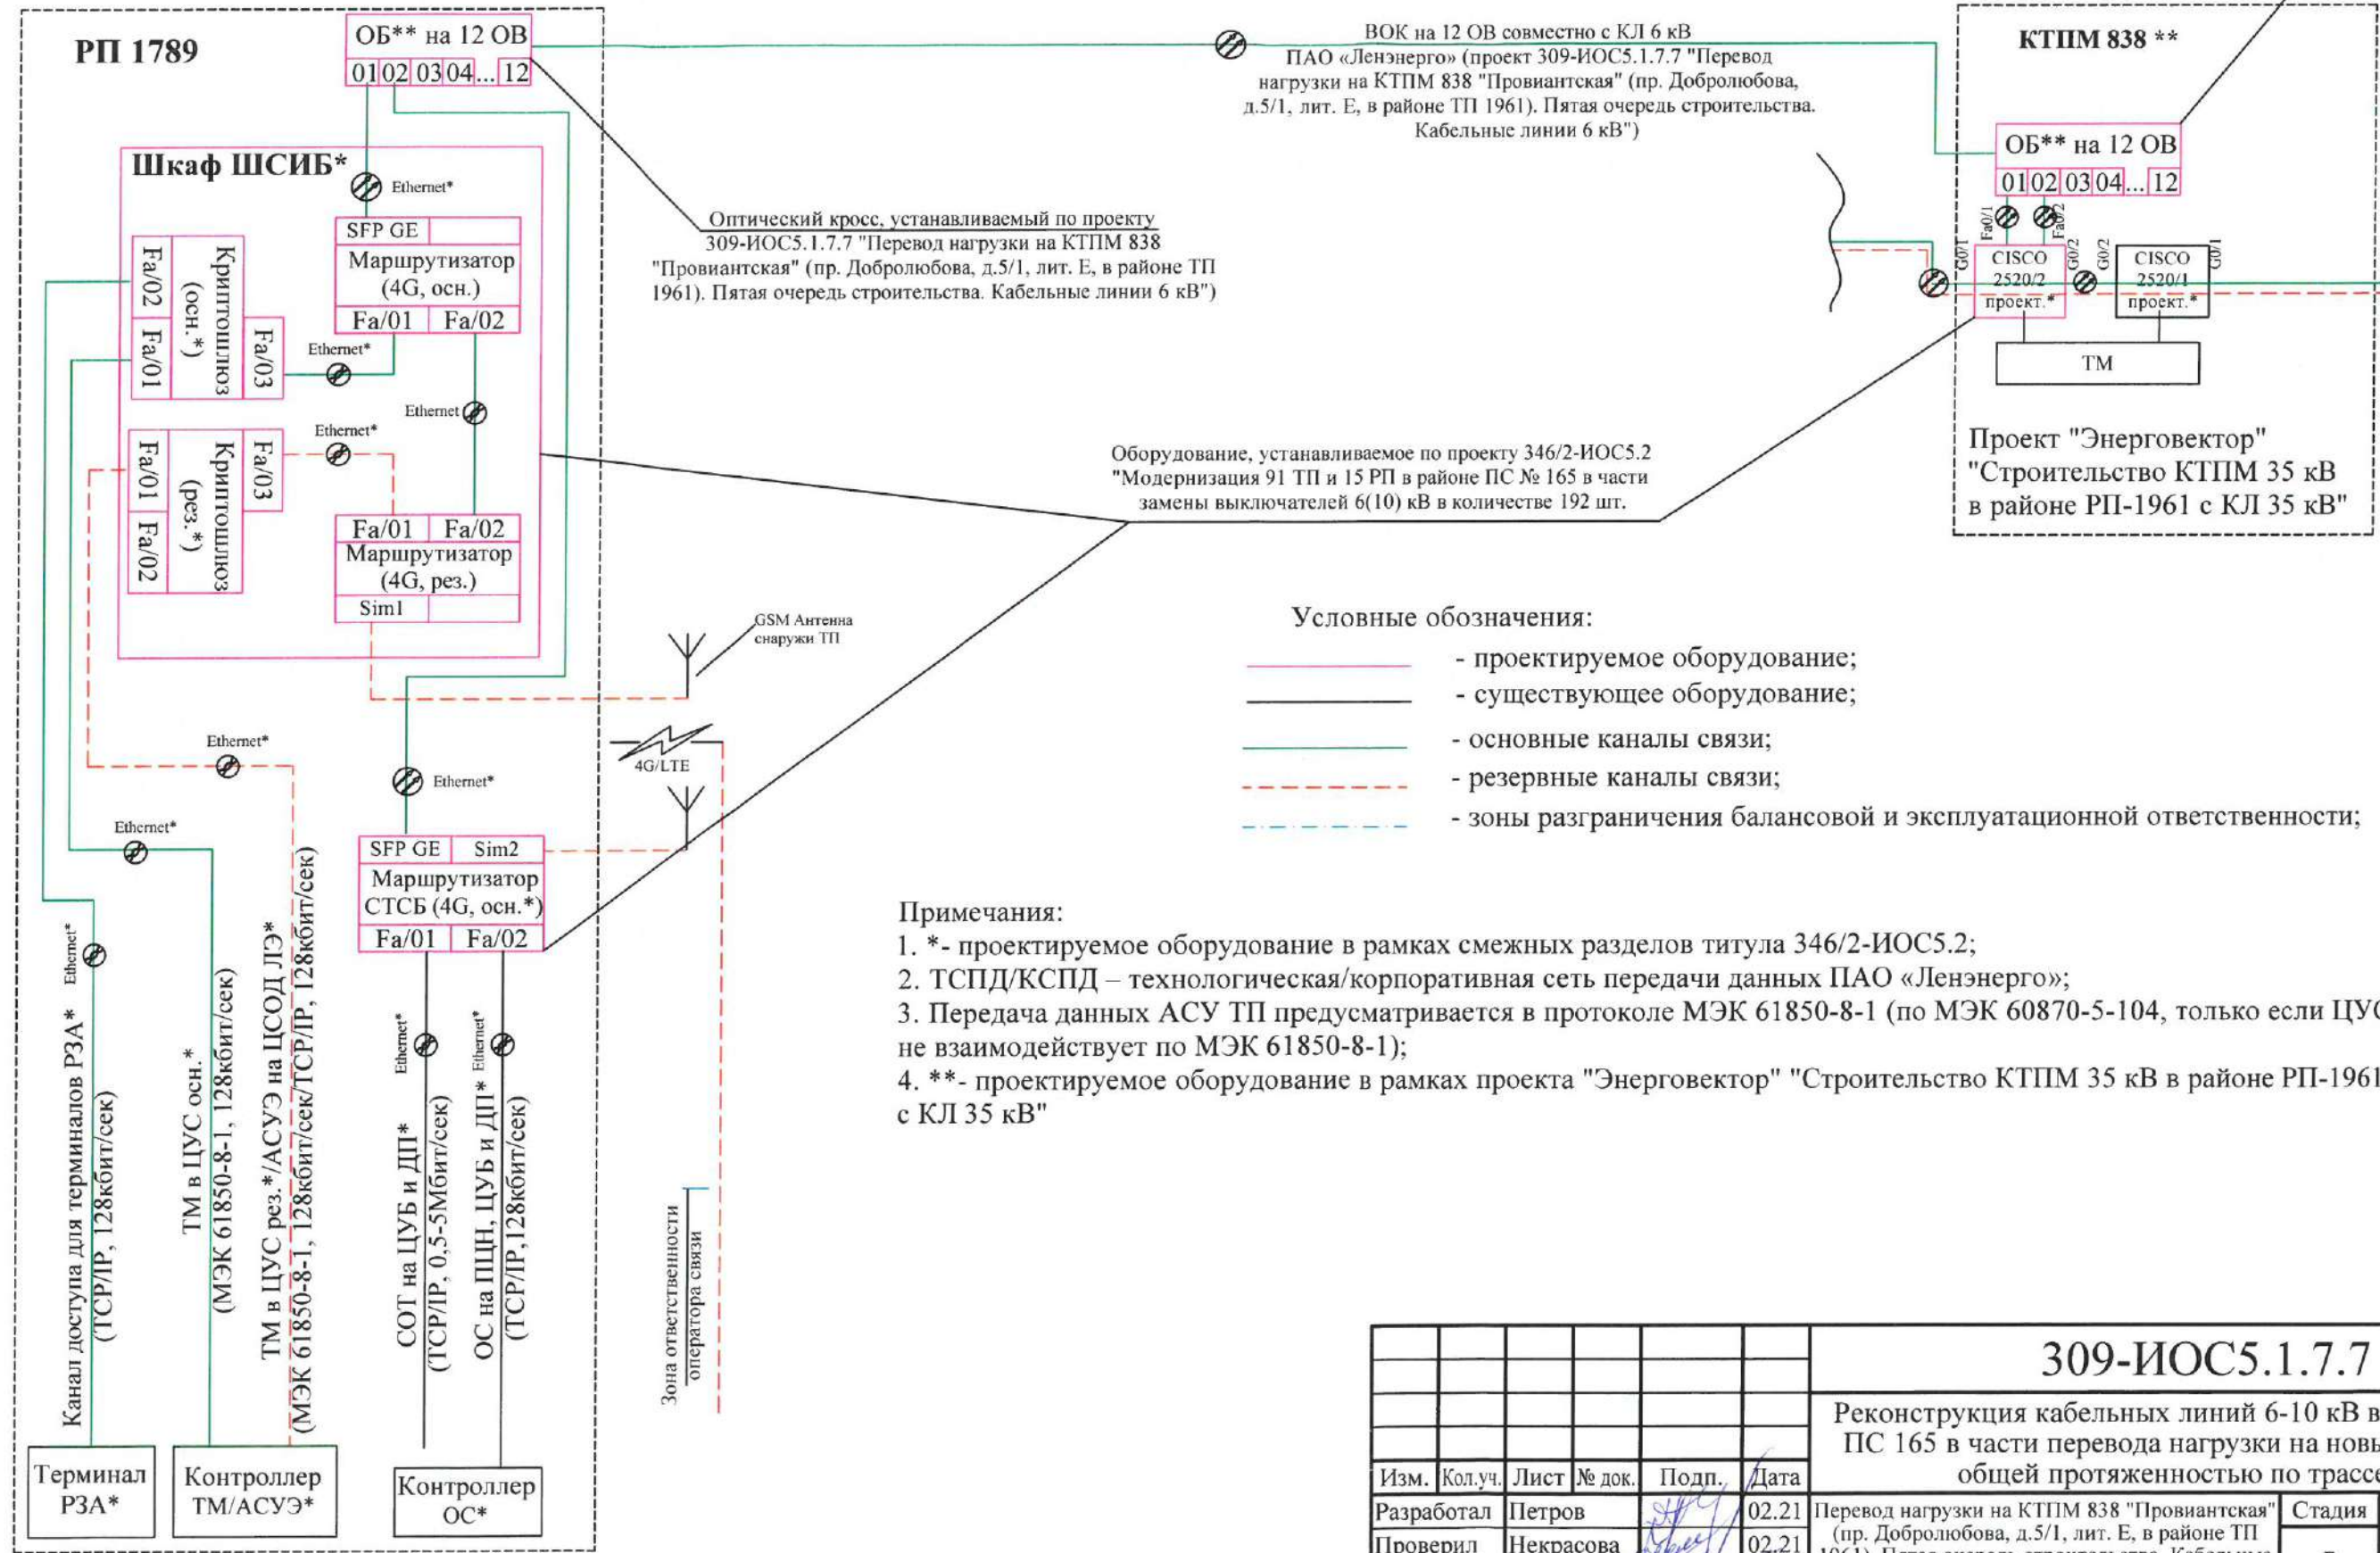 РП 1789
ОБ** на 12 ОВ
01 02 03 04 ... 12
Шкаф ШСИБ*
Ethernet*
SFP GE
Маршрутизатор
(4G, осн.)
Fa/01 Fa/02
Fa/02 Fa/01
Криптошлюз
(осн.*)
Fa/03
Ethernet*
Ethernet
Ethernet*
Fa/01 Fa/02
Криптошлюз
(рез.*)
Fa/03
Fa/01 Fa/02
Маршрутизатор
(4G, рез.)
Sim1
GSM Антенна
снаружи ТП
4G/LTE
Ethernet*
Ethernet*
Ethernet*
SFP GE Sim2
Маршрутизатор
СТСБ (4G, осн.*)
Fa/01 Fa/02
Канал доступа для терминалов РЗА*
(TCP/IP, 128кбит/сек)
Ethernet*
ТМ в ЦУС осн.*
(МЭК 61850-8-1, 128кбит/сек)
ТМ в ЦУС рез.*/АСУЭ на ЦСОД ЛЭ*
(МЭК 61850-8-1, 128кбит/сек/TCP/IP, 128кбит/сек)
СОТ на ЦУБ и ДП*
(TCP/IP, 0,5-5Мбит/сек)
Ethernet*
ОС на ПЦН, ЦУБ и ДП*
(TCP/IP,128кбит/сек)
Ethernet*
Зона ответственности
оператора связи
Терминал
РЗА*
Контроллер
ТМ/АСУЭ*
Контроллер
ОС*
ВОК на 12 ОВ совместно с КЛ 6 кВ
ПАО «Ленэнерго» (проект 309-ИОС5.1.7.7 "Перевод
нагрузки на КТПМ 838 "Провиантская" (пр. Добролюбова,
д.5/1, лит. Е, в районе ТП 1961). Пятая очередь строительства.
Кабельные линии 6 кВ")
Оптический кросс, устанавливаемый по проекту
309-ИОС5.1.7.7 "Перевод нагрузки на КТПМ 838
"Провиантская" (пр. Добролюбова, д.5/1, лит. Е, в районе ТП
1961). Пятая очередь строительства. Кабельные линии 6 кВ")
Оборудование, устанавливаемое по проекту 346/2-ИОС5.2
"Модернизация 91 ТП и 15 РП в районе ПС № 165 в части
замены выключателей 6(10) кВ в количестве 192 шт.
КТПМ 838 **
ОБ** на 12 ОВ
01 02 03 04 ... 12
Fa0/1 Fa0/2
G0/1 G0/2 G0/2 G0/1
CISCO
2520/2
проект.*
CISCO
2520/1
проект.*
ТМ
Проект "Энерговектор"
"Строительство КТПМ 35 кВ
в районе РП-1961 с КЛ 35 кВ"
Условные обозначения:
- проектируемое оборудование;
- существующее оборудование;
- основные каналы связи;
- резервные каналы связи;
- зоны разграничения балансовой и эксплуатационной ответственности;
Примечания:
1. *- проектируемое оборудование в рамках смежных разделов титула 346/2-ИОС5.2;
2. ТСПД/КСПД – технологическая/корпоративная сеть передачи данных ПАО «Ленэнерго»;
3. Передача данных АСУ ТП предусматривается в протоколе МЭК 61850-8-1 (по МЭК 60870-5-104, только если ЦУС
не взаимодействует по МЭК 61850-8-1);
4. **- проектируемое оборудование в рамках проекта "Энерговектор" "Строительство КТПМ 35 кВ в районе РП-1961
с КЛ 35 кВ"
309-ИОС5.1.7.7
Реконструкция кабельных линий 6-10 кВ в
ПС 165 в части перевода нагрузки на новы
общей протяженностью по трассе
Изм. Кол.уч. Лист № док. Подп. Дата
Разработал Петров 02.21
Проверил Некрасова 02.21
Перевод нагрузки на КТПМ 838 "Провиантская"
(пр. Добролюбова, д.5/1, лит. Е, в районе ТП
1961). Пятая очередь строительства. Кабельные
Стадия